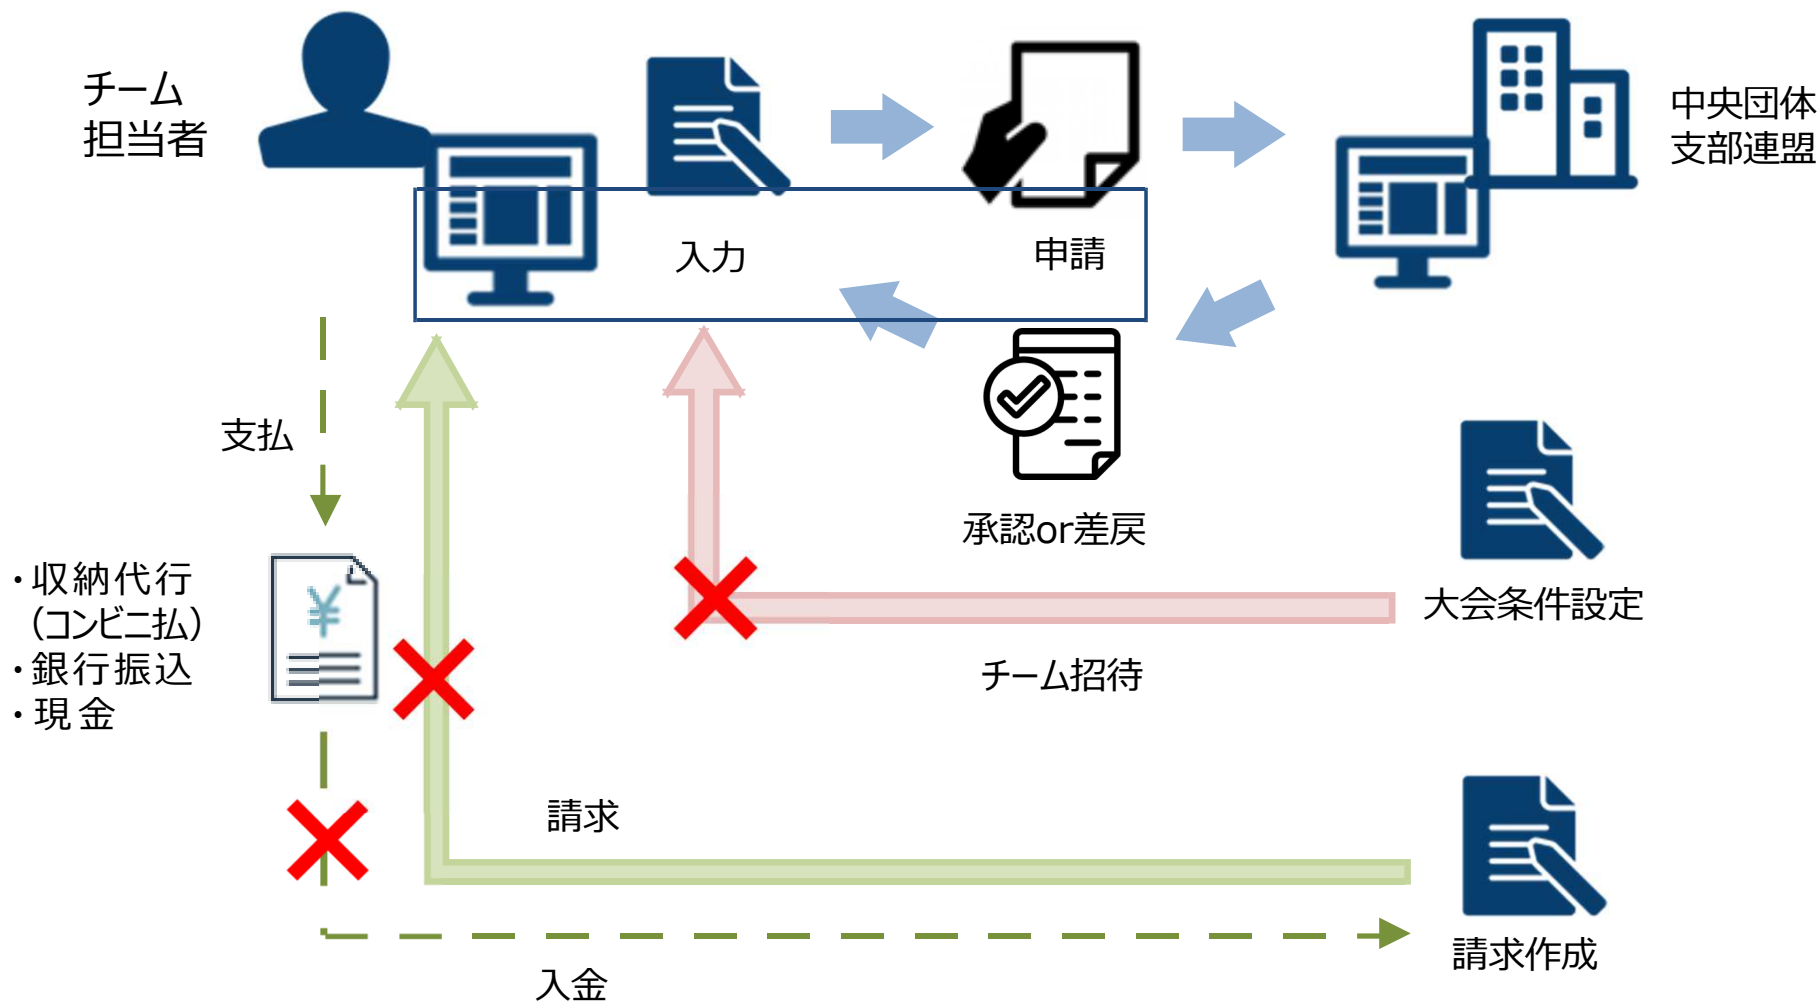 チーム
担当者
中央団体
支部連盟
入力
申請
支払
承認or差戻
・収納代行
（コンビニ払）
・銀行振込
・現金
大会条件設定
チーム招待
請求
請求作成
入金
¥